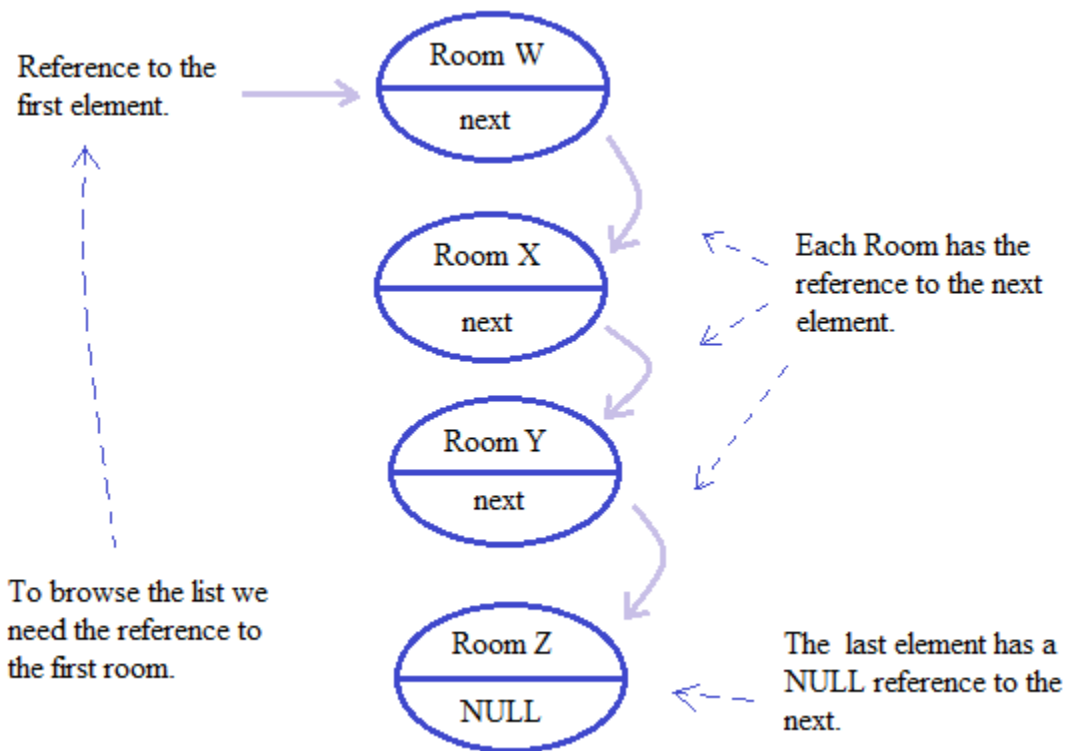 Room W
next
Reference to the
first element.
Room X
next
Each Room has the
reference to the next
element.
Room Y
next
To browse the list we
need the reference to
the first room.
Room Z
NULL
The last element has a
NULL reference to the
next.